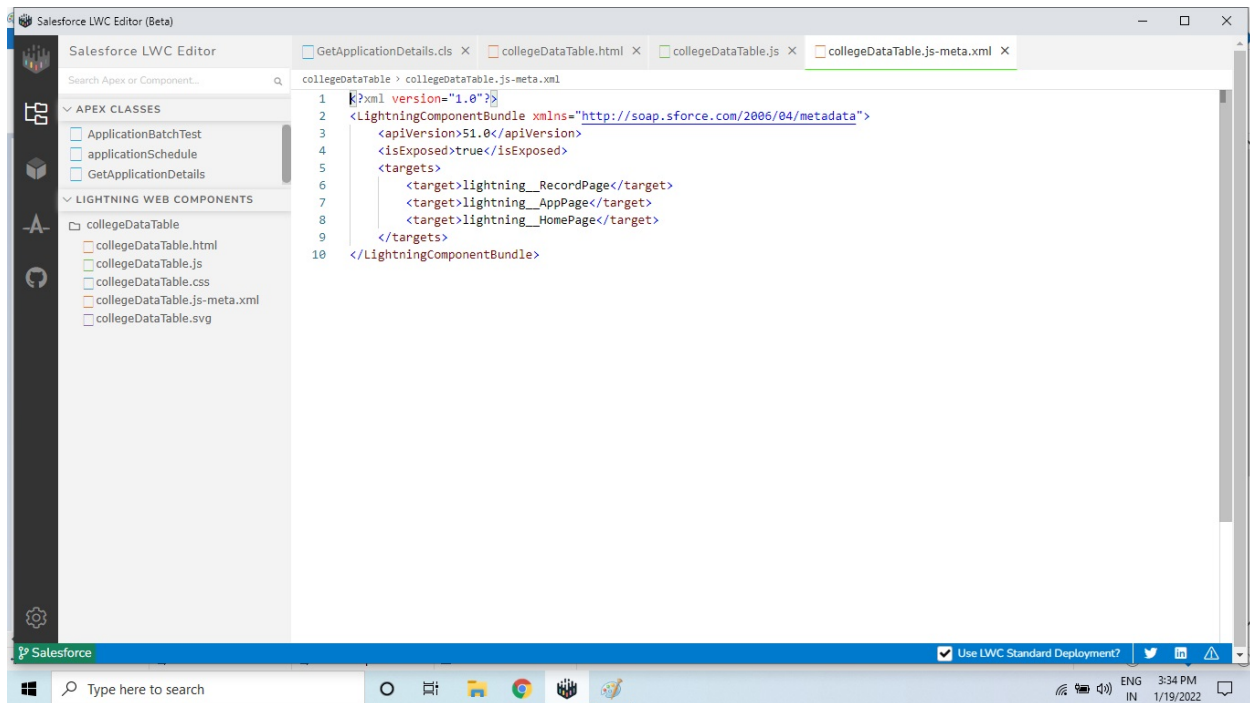 Salesforce LWC Editor (Beta)
Salesforce LWC Editor
Search Apex or Component...
APEX CLASSES
ApplicationBatchTest
applicationSchedule
GetApplicationDetails
LIGHTNING WEB COMPONENTS
collegeDataTable
collegeDataTable.html
collegeDataTable.js
collegeDataTable.css
collegeDataTable.js-meta.xml
collegeDataTable.svg
GetApplicationDetails.cls
collegeDataTable.html
collegeDataTable.js
collegeDataTable.js-meta.xml
collegeDataTable > collegeDataTable.js-meta.xml
1 <?xml version="1.0"?>
2 <LightningComponentBundle xmlns="http://soap.sforce.com/2006/04/metadata">
3 <apiVersion>51.0</apiVersion>
4 <isExposed>true</isExposed>
5 <targets>
6 <target>lightning__RecordPage</target>
7 <target>lightning__AppPage</target>
8 <target>lightning__HomePage</target>
9 </targets>
10 </LightningComponentBundle>
-A-
Salesforce
Use LWC Standard Deployment?
in
Type here to search
ENG
IN
3:34 PM
1/19/2022